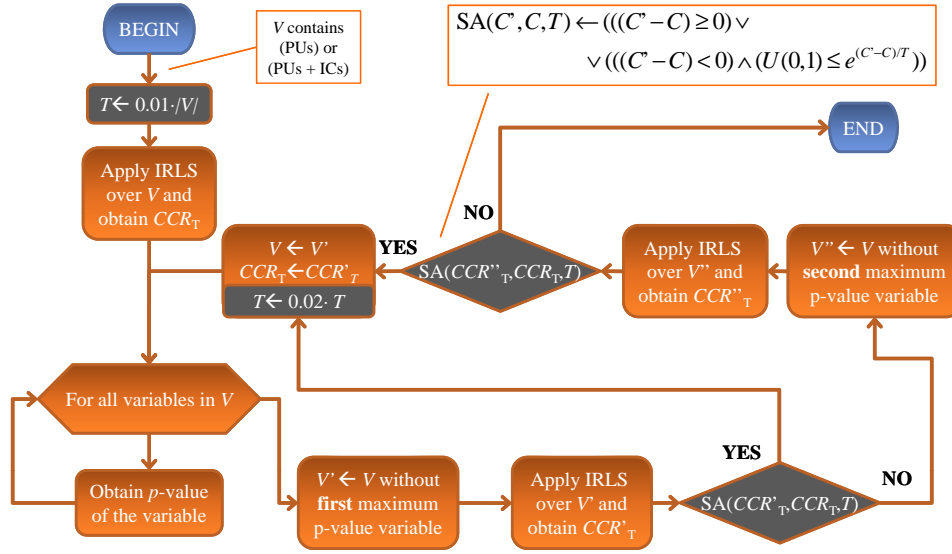 BEGIN
V contains
(PUs) or
(PUs + ICs)
T← 0.01·/V/
Apply IRLS
over V and
obtain CCR_T
SA(C',C,T) ← (((C'−C) ≥ 0) ∨
∨ (((C'−C) < 0) ∧ (U(0,1) ≤ e^{(C'−C)/T}))
END
NO
YES
V ← V'
CCR_T←CCR'_T
T← 0.02· T
SA(CCR''_T,CCR_T,T)
Apply IRLS
over V'' and
obtain CCR''_T
V'' ← V without
second maximum
p-value variable
For all variables in V
Obtain p-value
of the variable
V' ← V without
first maximum
p-value variable
Apply IRLS
over V' and
obtain CCR'_T
YES
SA(CCR'_T,CCR_T,T)
NO